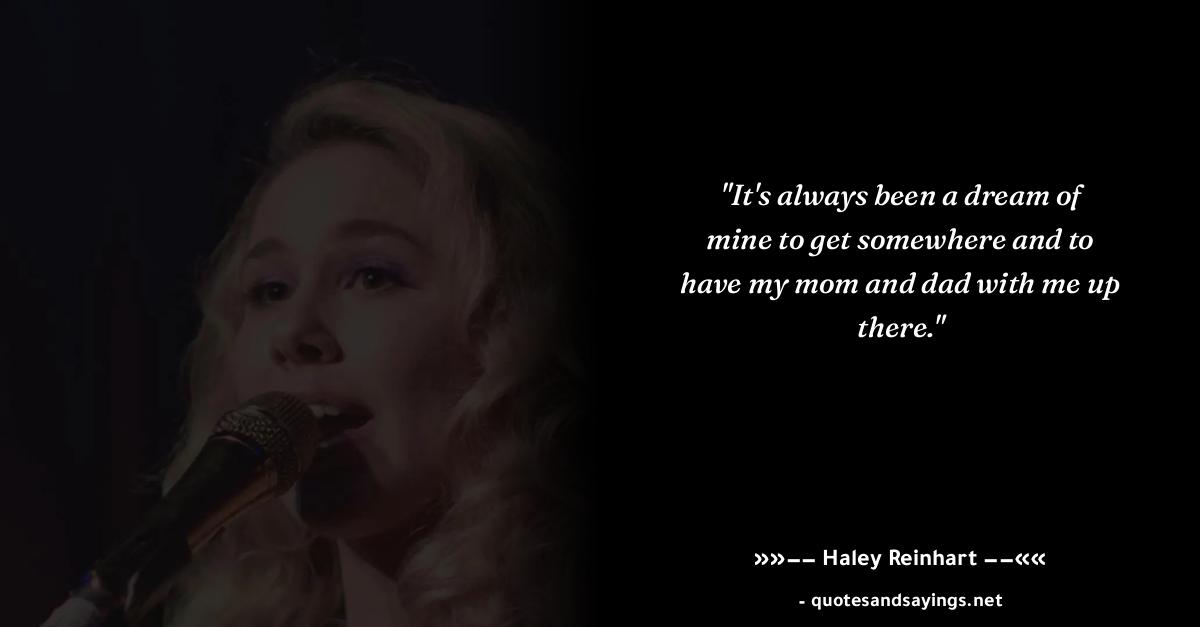 "It's always been a dream of
mine to get somewhere and to
have my mom and dad with me up
there."
»»–– Haley Reinhart ––««
- quotesandsayings.net